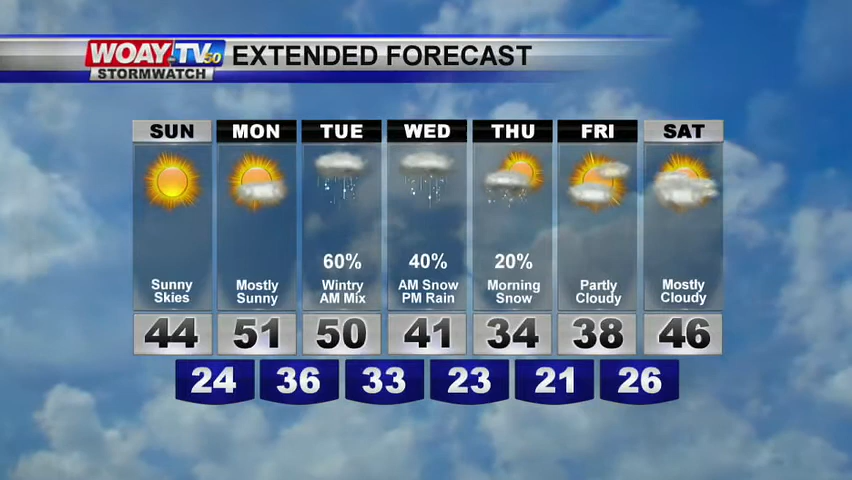 WOAY-TV 50
STORMWATCH
EXTENDED FORECAST
SUN MON TUE WED THU FRI SAT
60% 40% 20%
Sunny Mostly Wintry AM Snow Morning Partly Mostly
Skies Sunny AM Mix PM Rain Snow Cloudy Cloudy
44 51 50 41 34 38 46
24 36 33 23 21 26